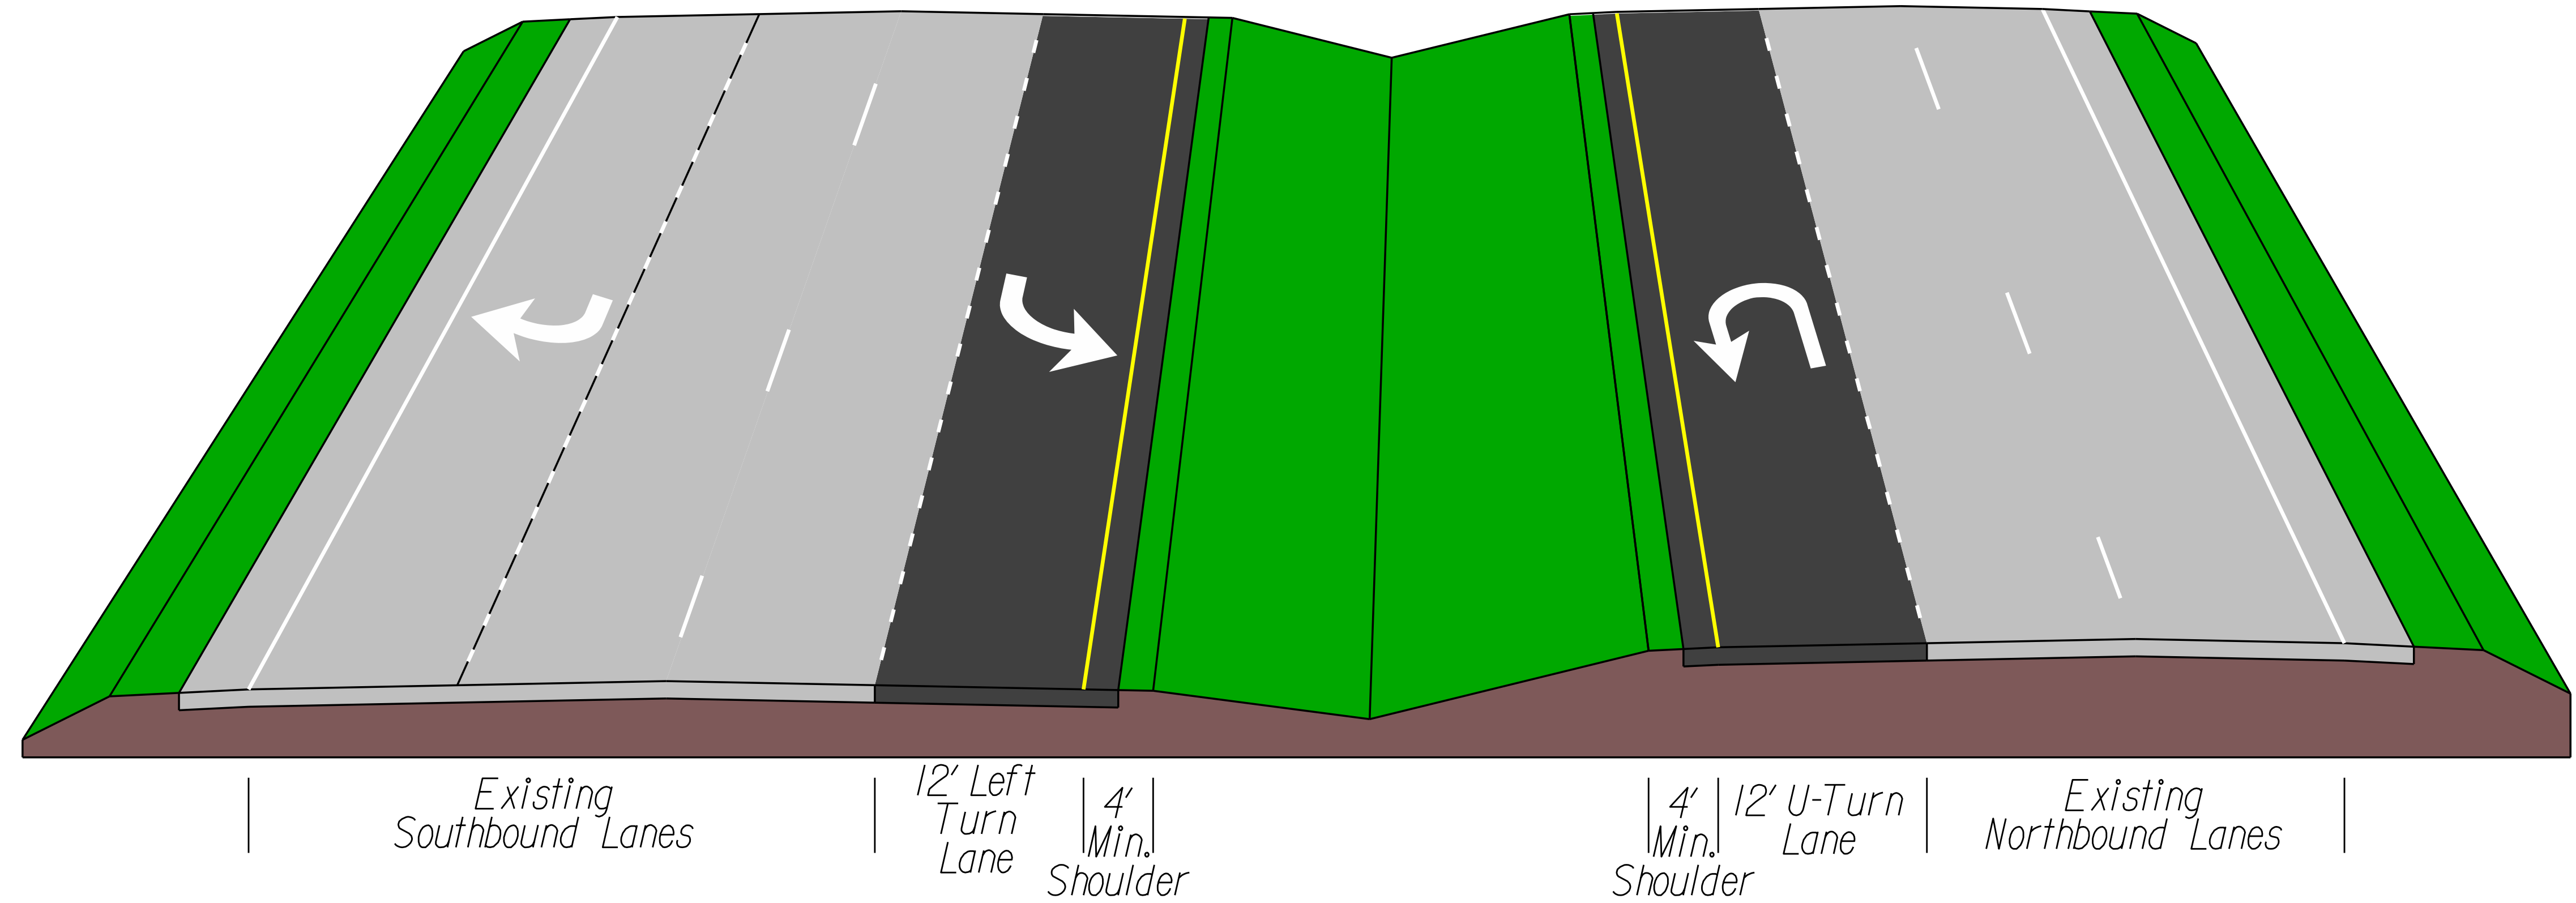 Existing
Southbound Lanes
12' Left
Turn
Lane
4'
Min.
Shoulder
4'
Min.
Shoulder
12' U-Turn
Lane
Existing
Northbound Lanes